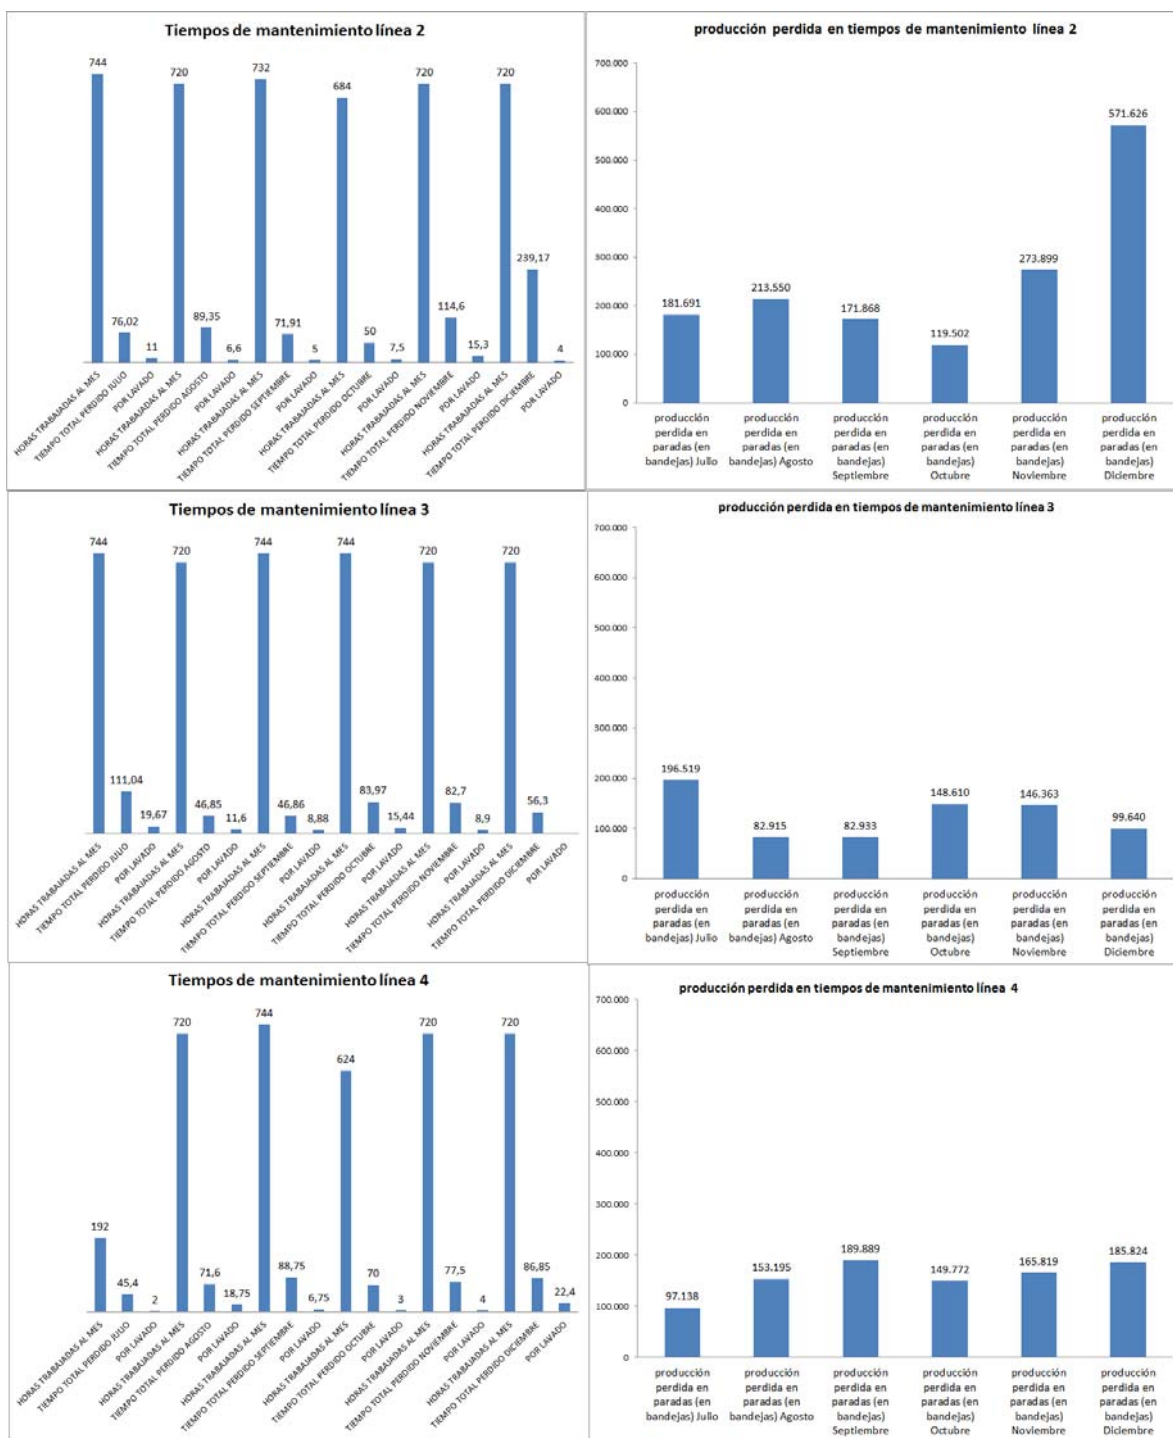 Tiempos de mantenimiento línea 2
744
76,02
11
720
89,35
6,6
732
71,91
5
684
50
7,5
720
114,6
15,3
720
239,17
4
HORAS TRABAJADAS AL MES
TIEMPO TOTAL PERDIDO JULIO
POR LAVADO
HORAS TRABAJADAS AL MES
TIEMPO TOTAL PERDIDO AGOSTO
POR LAVADO
HORAS TRABAJADAS AL MES
TIEMPO TOTAL PERDIDO SEPTIEMBRE
POR LAVADO
HORAS TRABAJADAS AL MES
TIEMPO TOTAL PERDIDO OCTUBRE
POR LAVADO
HORAS TRABAJADAS AL MES
TIEMPO TOTAL PERDIDO NOVIEMBRE
POR LAVADO
HORAS TRABAJADAS AL MES
TIEMPO TOTAL PERDIDO DICIEMBRE
POR LAVADO
producción perdida en tiempos de mantenimiento línea 2
700.000
600.000
500.000
400.000
300.000
200.000
100.000
0
181.691
213.550
171.868
119.502
273.899
571.626
producción perdida en paradas (en bandejas) Julio
producción perdida en paradas (en bandejas) Agosto
producción perdida en paradas (en bandejas) Septiembre
producción perdida en paradas (en bandejas) Octubre
producción perdida en paradas (en bandejas) Noviembre
producción perdida en paradas (en bandejas) Diciembre
Tiempos de mantenimiento línea 3
744
111,04
19,67
720
46,85
11,6
744
46,86
8,88
744
83,97
15,44
720
82,7
8,9
720
56,3
HORAS TRABAJADAS AL MES
TIEMPO TOTAL PERDIDO JULIO
POR LAVADO
HORAS TRABAJADAS AL MES
TIEMPO TOTAL PERDIDO AGOSTO
POR LAVADO
HORAS TRABAJADAS AL MES
TIEMPO TOTAL PERDIDO SEPTIEMBRE
POR LAVADO
HORAS TRABAJADAS AL MES
TIEMPO TOTAL PERDIDO OCTUBRE
POR LAVADO
HORAS TRABAJADAS AL MES
TIEMPO TOTAL PERDIDO NOVIEMBRE
POR LAVADO
HORAS TRABAJADAS AL MES
TIEMPO TOTAL PERDIDO DICIEMBRE
POR LAVADO
producción perdida en tiempos de mantenimiento línea 3
700.000
600.000
500.000
400.000
300.000
200.000
100.000
0
196.519
82.915
82.933
148.610
146.363
99.640
producción perdida en paradas (en bandejas) Julio
producción perdida en paradas (en bandejas) Agosto
producción perdida en paradas (en bandejas) Septiembre
producción perdida en paradas (en bandejas) Octubre
producción perdida en paradas (en bandejas) Noviembre
producción perdida en paradas (en bandejas) Diciembre
Tiempos de mantenimiento línea 4
192
45,4
2
720
71,6
18,75
744
88,75
6,75
624
70
3
720
77,5
4
720
86,85
22,4
HORAS TRABAJADAS AL MES
TIEMPO TOTAL PERDIDO JULIO
POR LAVADO
HORAS TRABAJADAS AL MES
TIEMPO TOTAL PERDIDO AGOSTO
POR LAVADO
HORAS TRABAJADAS AL MES
TIEMPO TOTAL PERDIDO SEPTIEMBRE
POR LAVADO
HORAS TRABAJADAS AL MES
TIEMPO TOTAL PERDIDO OCTUBRE
POR LAVADO
HORAS TRABAJADAS AL MES
TIEMPO TOTAL PERDIDO NOVIEMBRE
POR LAVADO
HORAS TRABAJADAS AL MES
TIEMPO TOTAL PERDIDO DICIEMBRE
POR LAVADO
producción perdida en tiempos de mantenimiento línea 4
700.000
600.000
500.000
400.000
300.000
200.000
100.000
0
97.138
153.195
189.889
149.772
165.819
185.824
producción perdida en paradas (en bandejas) Julio
producción perdida en paradas (en bandejas) Agosto
producción perdida en paradas (en bandejas) Septiembre
producción perdida en paradas (en bandejas) Octubre
producción perdida en paradas (en bandejas) Noviembre
producción perdida en paradas (en bandejas) Diciembre